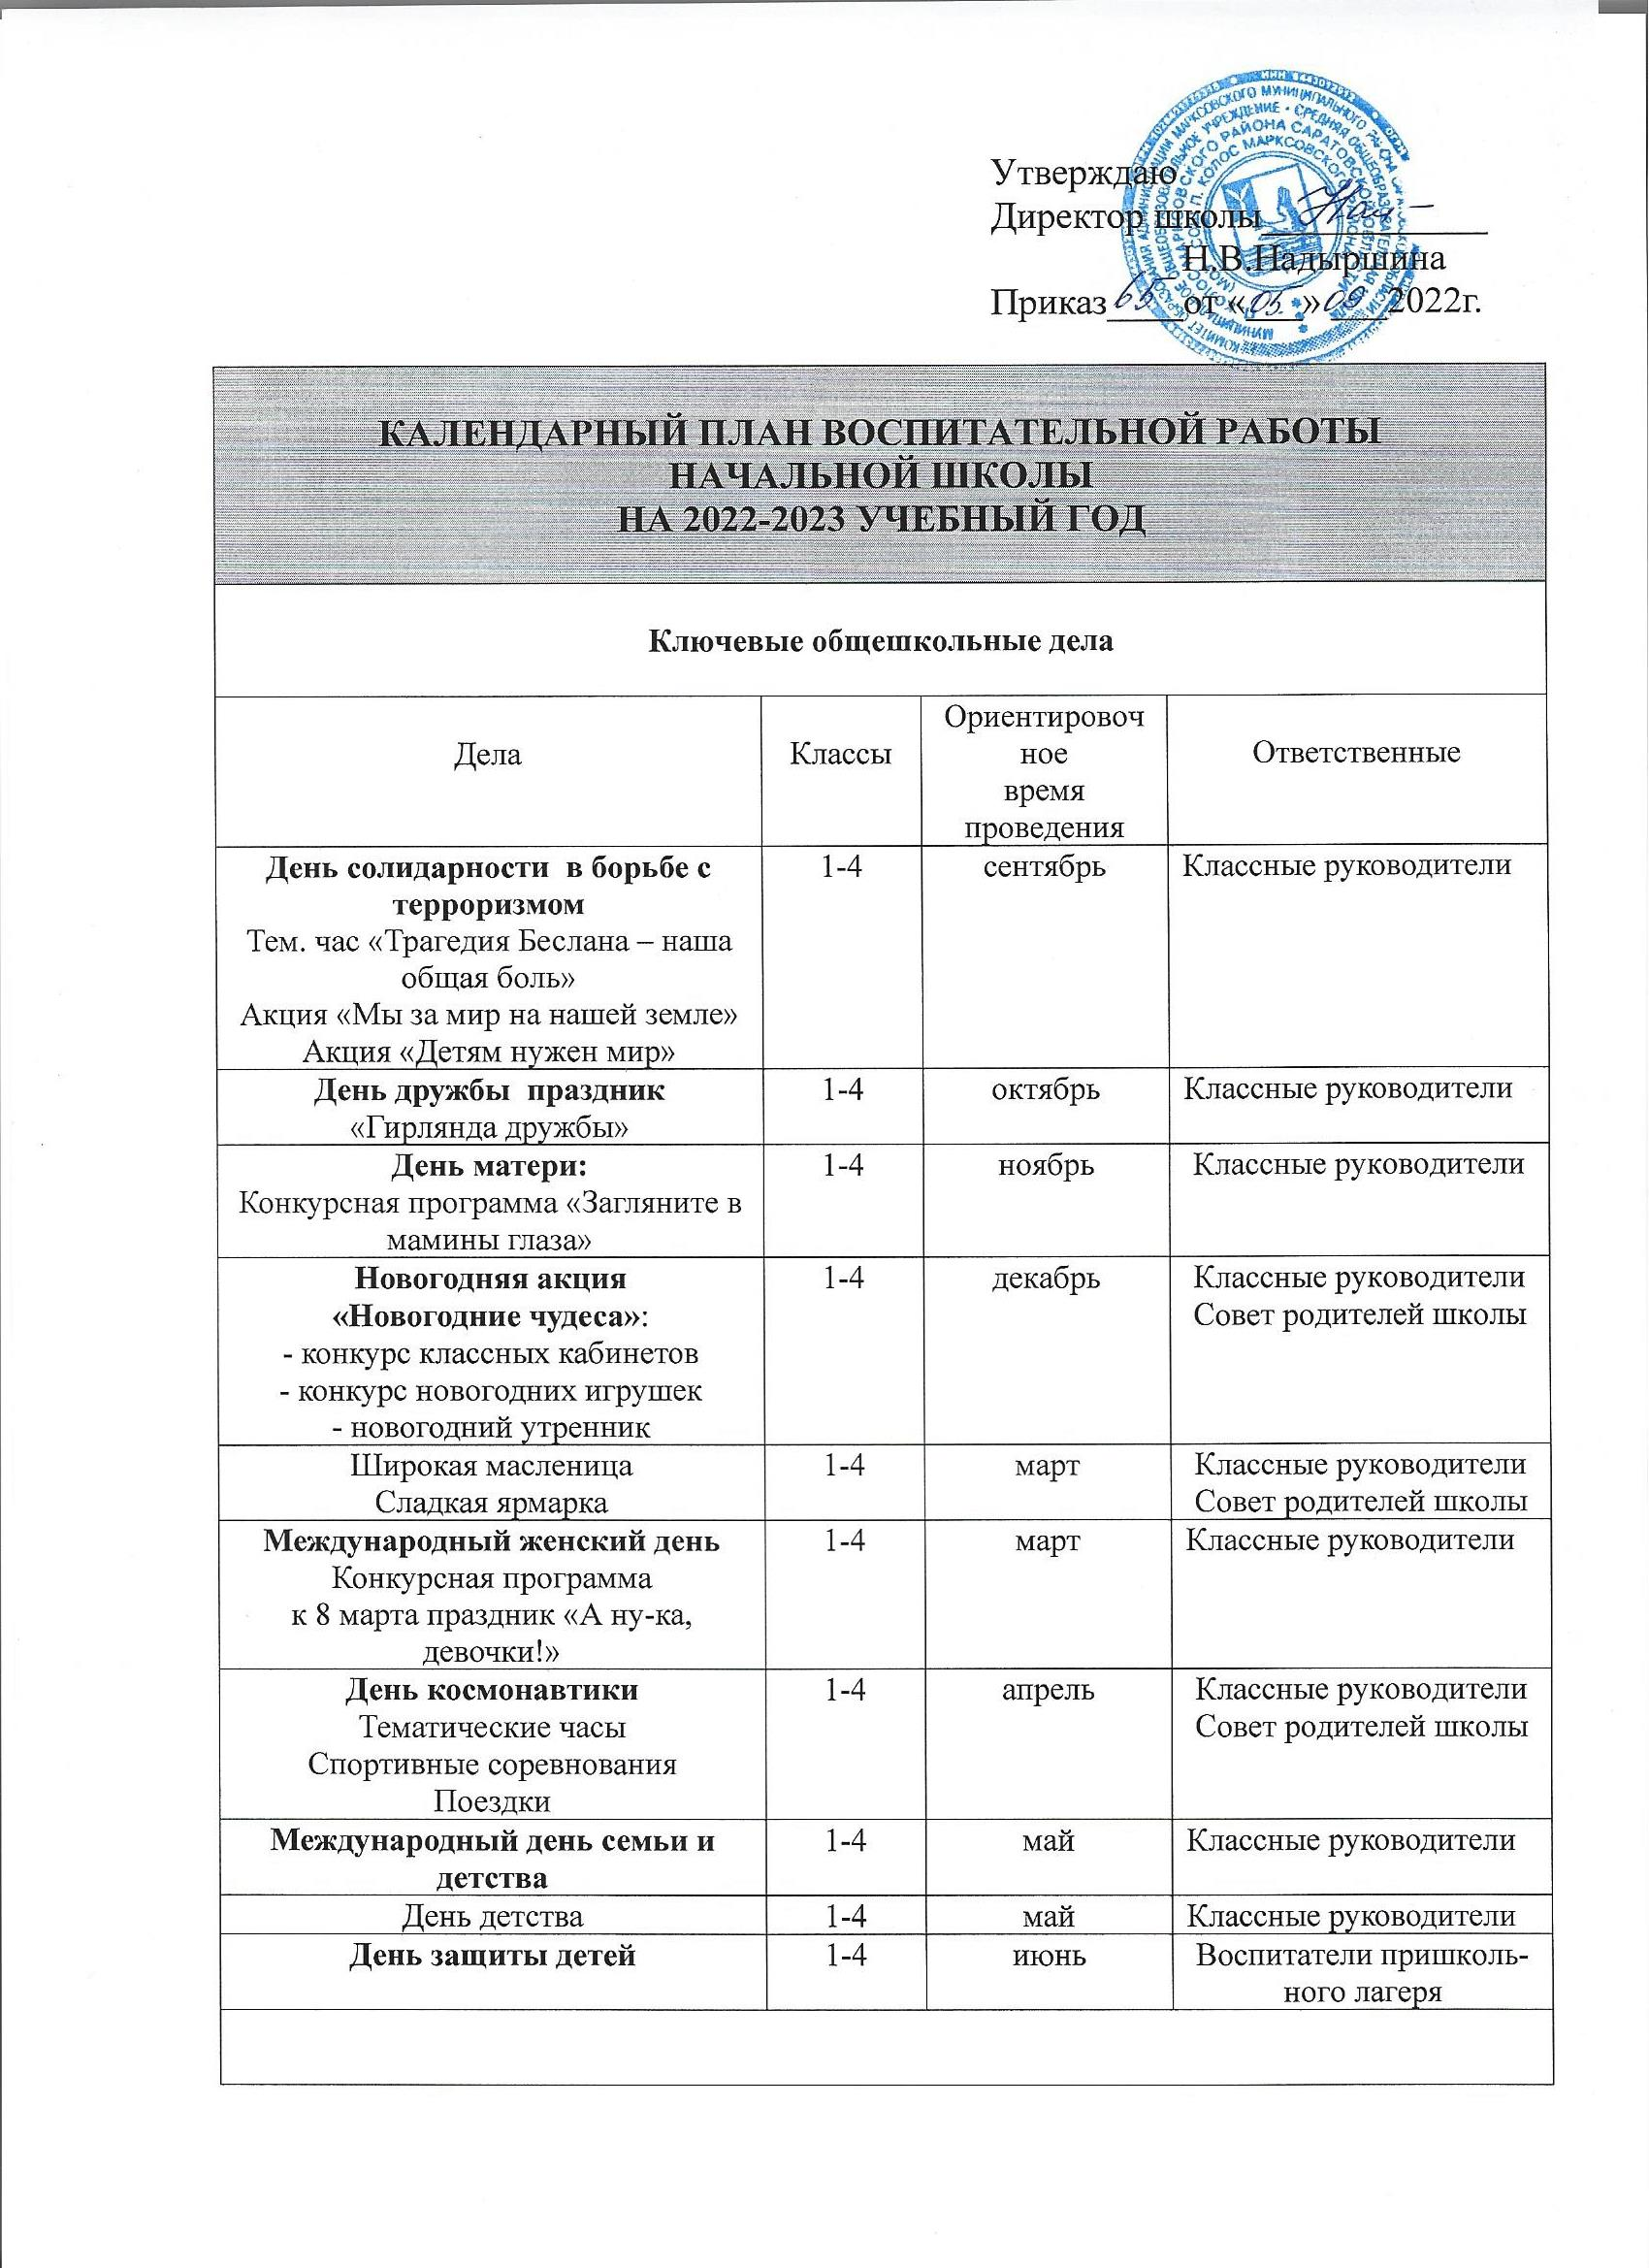 Утверждаю
Директор школы
Н.В.Надыршина
Приказ 65 от «05» 2022г.
КАЛЕНДАРНЫЙ ПЛАН ВОСПИТАТЕЛЬНОЙ РАБОТЫ
НАЧАЛЬНОЙ ШКОЛЫ
НА 2022-2023 УЧЕБНЫЙ ГОД
Ключевые общешкольные дела
Дела
Классы
Ориентировоч
ное
время
проведения
Ответственные
День солидарности в борьбе с
терроризмом
Тем. час «Трагедия Беслана – наша
общая боль»
Акция «Мы за мир на нашей земле»
Акция «Детям нужен мир»
1-4
сентябрь
Классные руководители
День дружбы праздник
«Гирлянда дружбы»
1-4
октябрь
Классные руководители
День матери:
Конкурсная программа «Загляните в
мамины глаза»
1-4
ноябрь
Классные руководители
Новогодняя акция
«Новогодние чудеса»:
- конкурс классных кабинетов
- конкурс новогодних игрушек
- новогодний утренник
1-4
декабрь
Классные руководители
Совет родителей школы
Широкая масленица
Сладкая ярмарка
1-4
март
Классные руководители
Совет родителей школы
Международный женский день
Конкурсная программа
к 8 марта праздник «А ну-ка,
девочки!»
1-4
март
Классные руководители
День космонавтики
Тематические часы
Спортивные соревнования
Поездки
1-4
апрель
Классные руководители
Совет родителей школы
Международный день семьи и
детства
1-4
май
Классные руководители
День детства
1-4
май
Классные руководители
День защиты детей
1-4
июнь
Воспитатели пришколь-
ного лагеря